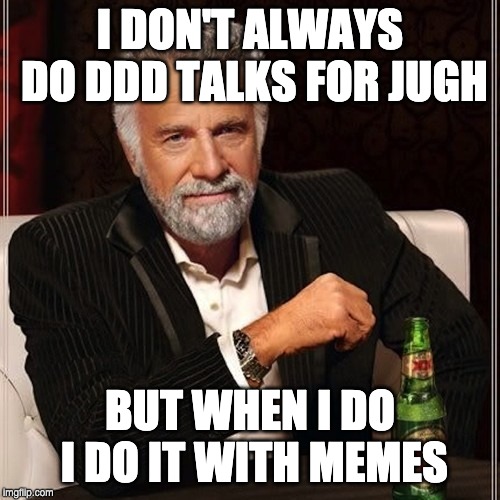 I DON'T ALWAYS
DO DDD TALKS FOR JUGH
BUT WHEN I DO
I DO IT WITH MEMES
imgflip.com